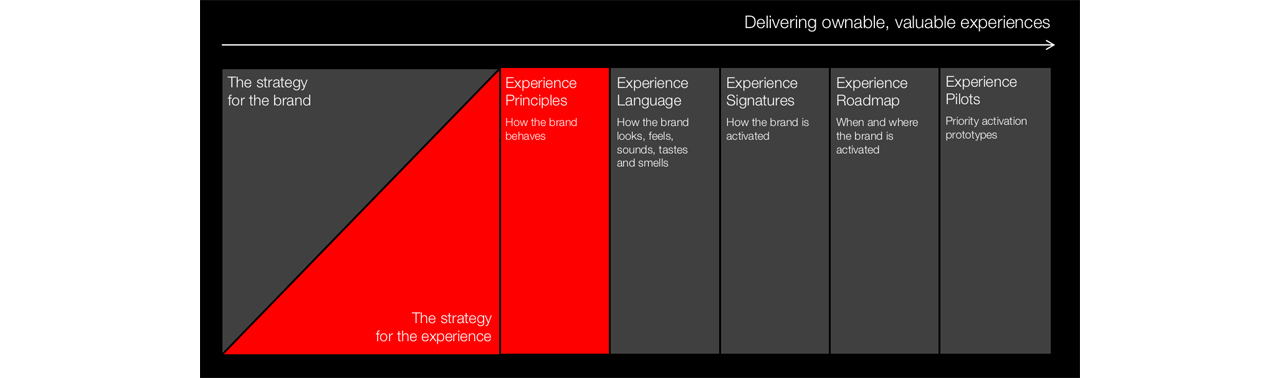 Delivering ownable, valuable experiences
The strategy
for the brand
The strategy
for the experience
Experience
Principles
How the brand
behaves
Experience
Language
How the brand
looks, feels,
sounds, tastes
and smells
Experience
Signatures
How the brand is
activated
Experience
Roadmap
When and where
the brand is
activated
Experience
Pilots
Priority activation
prototypes